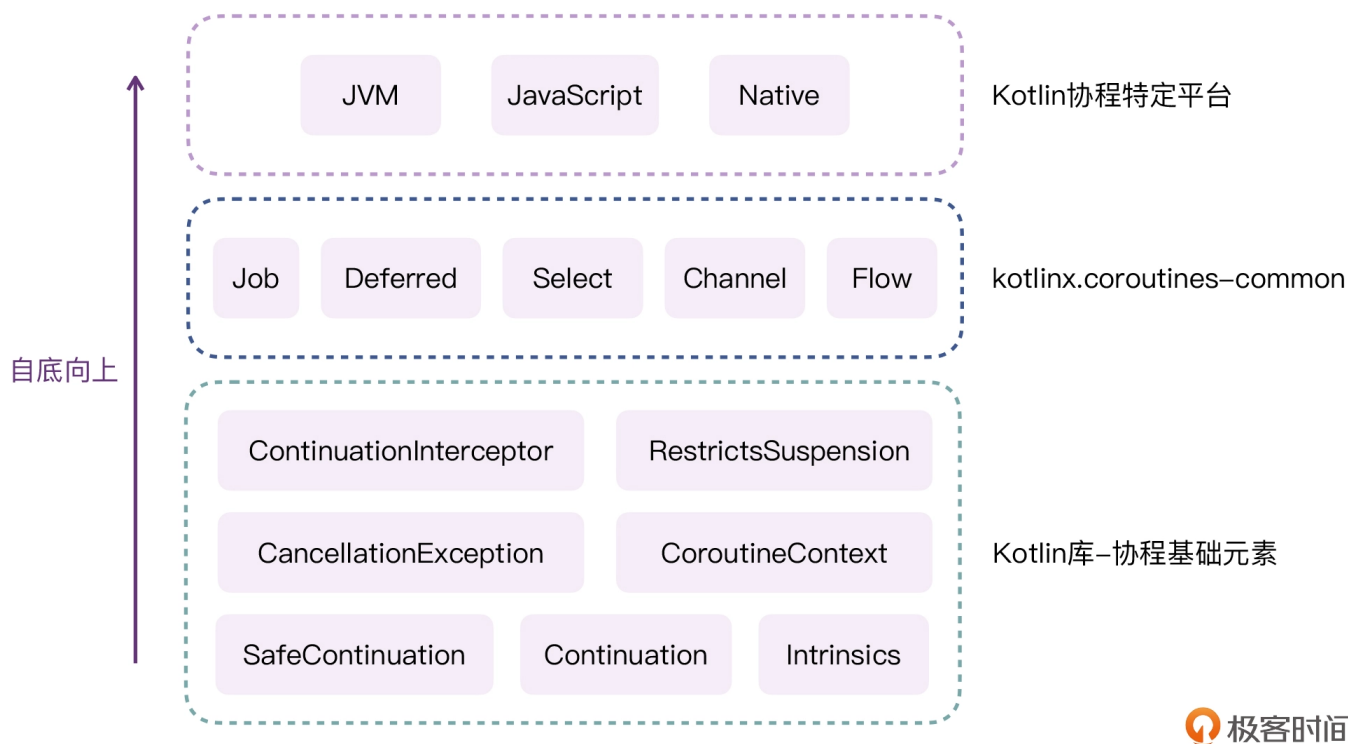 JVM JavaScript Native Kotlin协程特定平台
Job Deferred Select Channel Flow kotlinx.coroutines-common
自底向上
ContinuationInterceptor RestrictsSuspension
CancellationException CoroutineContext Kotlin库-协程基础元素
SafeContinuation Continuation Intrinsics
极客时间